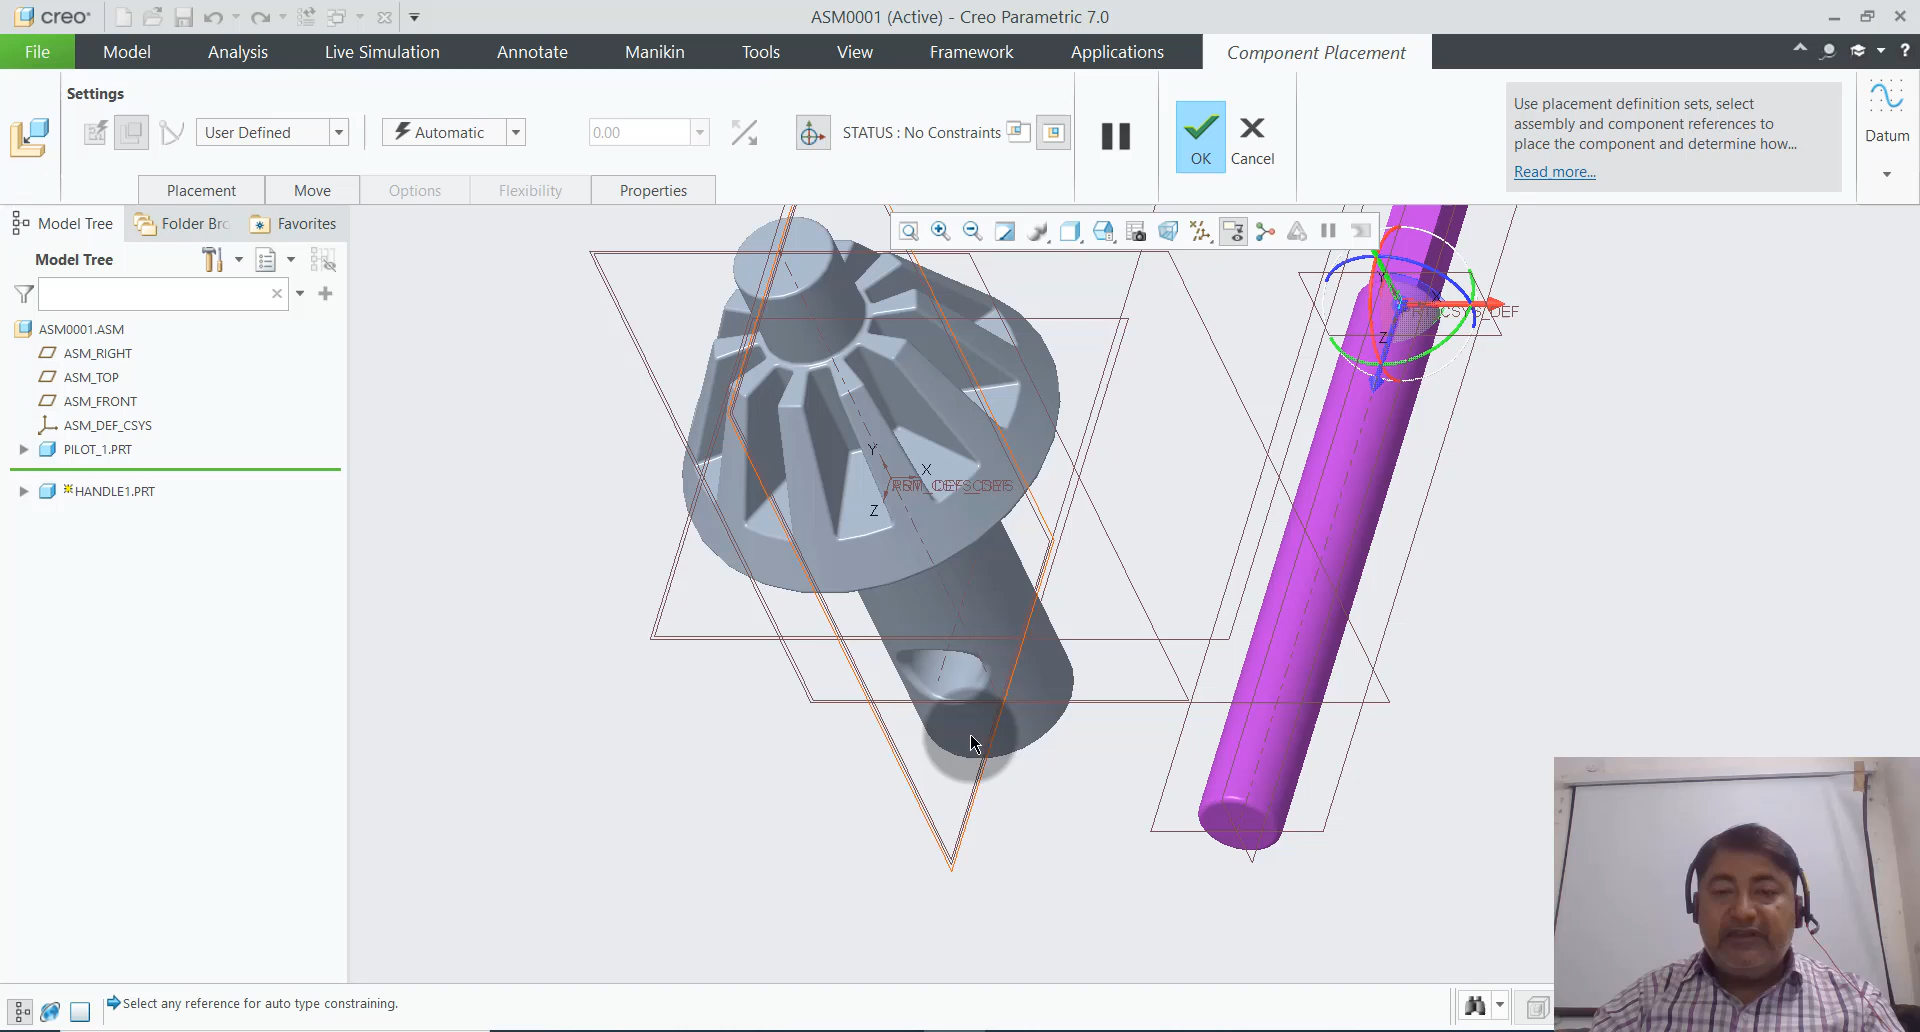 creo
ASM0001 (Active) - Creo Parametric 7.0
File Model Analysis Live Simulation Annotate Manikin Tools View Framework Applications Component Placement
Settings
User Defined
Automatic
0.00
STATUS : No Constraints
OK
Cancel
Use placement definition sets, select
assembly and component references to
place the component and determine how...
Read more...
Datum
Placement Move Options Flexibility Properties
Model Tree Folder Bro Favorites
Model Tree
ASM0001.ASM
ASM_RIGHT
ASM_TOP
ASM_FRONT
ASM_DEF_CSYS
PILOT_1.PRT
HANDLE1.PRT
Y
X
Z
Y
Z
CSYS_DEF
Select any reference for auto type constraining.